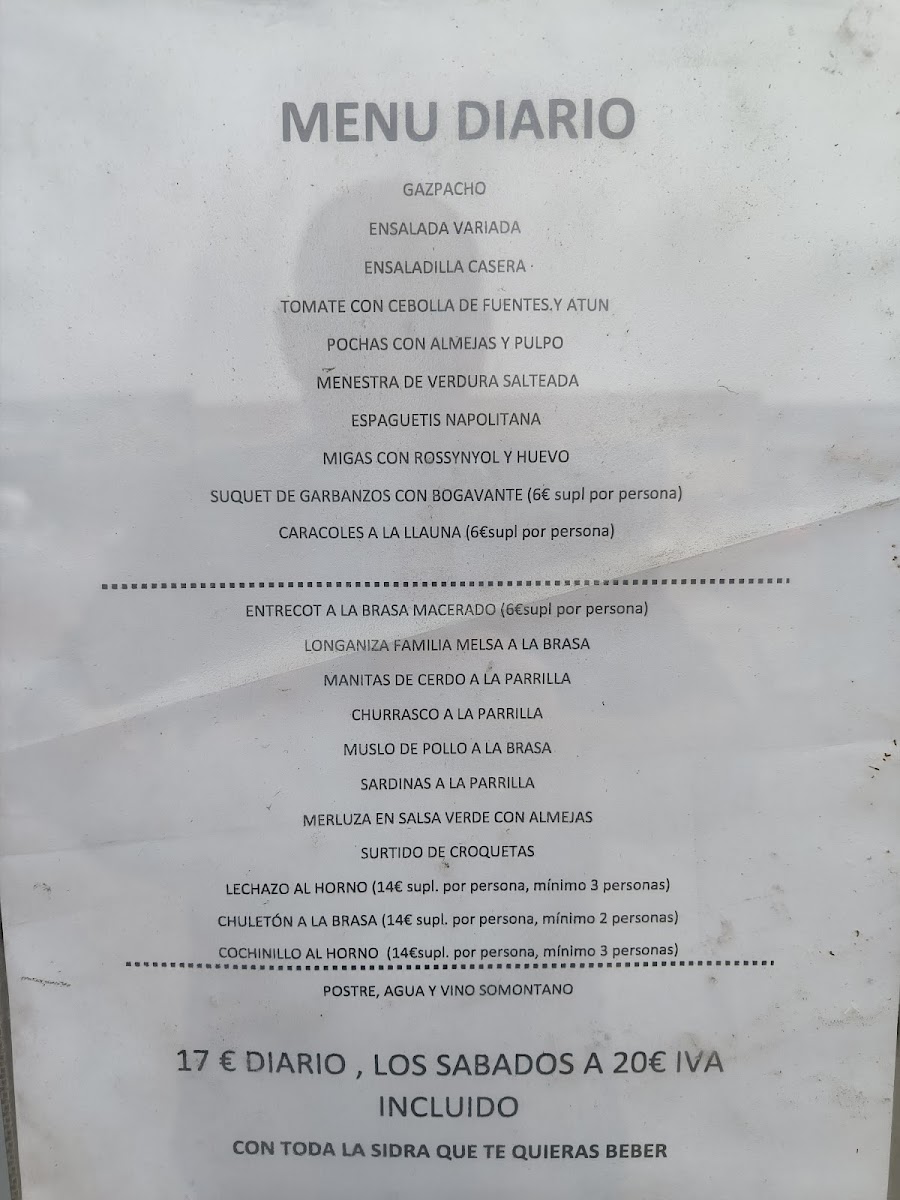 MENU DIARIO
GAZPACHO
ENSALADA VARIADA
ENSALADILLA CASERA
TOMATE CON CEBOLLA DE FUENTES.Y ATUN
POCHAS CON ALMEJAS Y PULPO
MENESTRA DE VERDURA SALTEADA
ESPAGUETIS NAPOLITANA
MIGAS CON ROSSYNYOL Y HUEVO
SUQUET DE GARBANZOS CON BOGAVANTE (6€ supl por persona)
CARACOLES A LA LLAUNA (6€supl por persona)
ENTRECOT A LA BRASA MACERADO (6€supl por persona)
LONGANIZA FAMILIA MELSA A LA BRASA
MANITAS DE CERDO A LA PARRILLA
CHURRASCO A LA PARRILLA
MUSLO DE POLLO A LA BRASA
SARDINAS A LA PARRILLA
MERLUZA EN SALSA VERDE CON ALMEJAS
SURTIDO DE CROQUETAS
LECHAZO AL HORNO (14€ supl. por persona, mínimo 3 personas)
CHULETÓN A LA BRASA (14€ supl. por persona, mínimo 2 personas)
COCHINILLO AL HORNO (14€supl. por persona, mínimo 3 personas)
POSTRE, AGUA Y VINO SOMONTANO
17 € DIARIO , LOS SABADOS A 20€ IVA
INCLUIDO
CON TODA LA SIDRA QUE TE QUIERAS BEBER